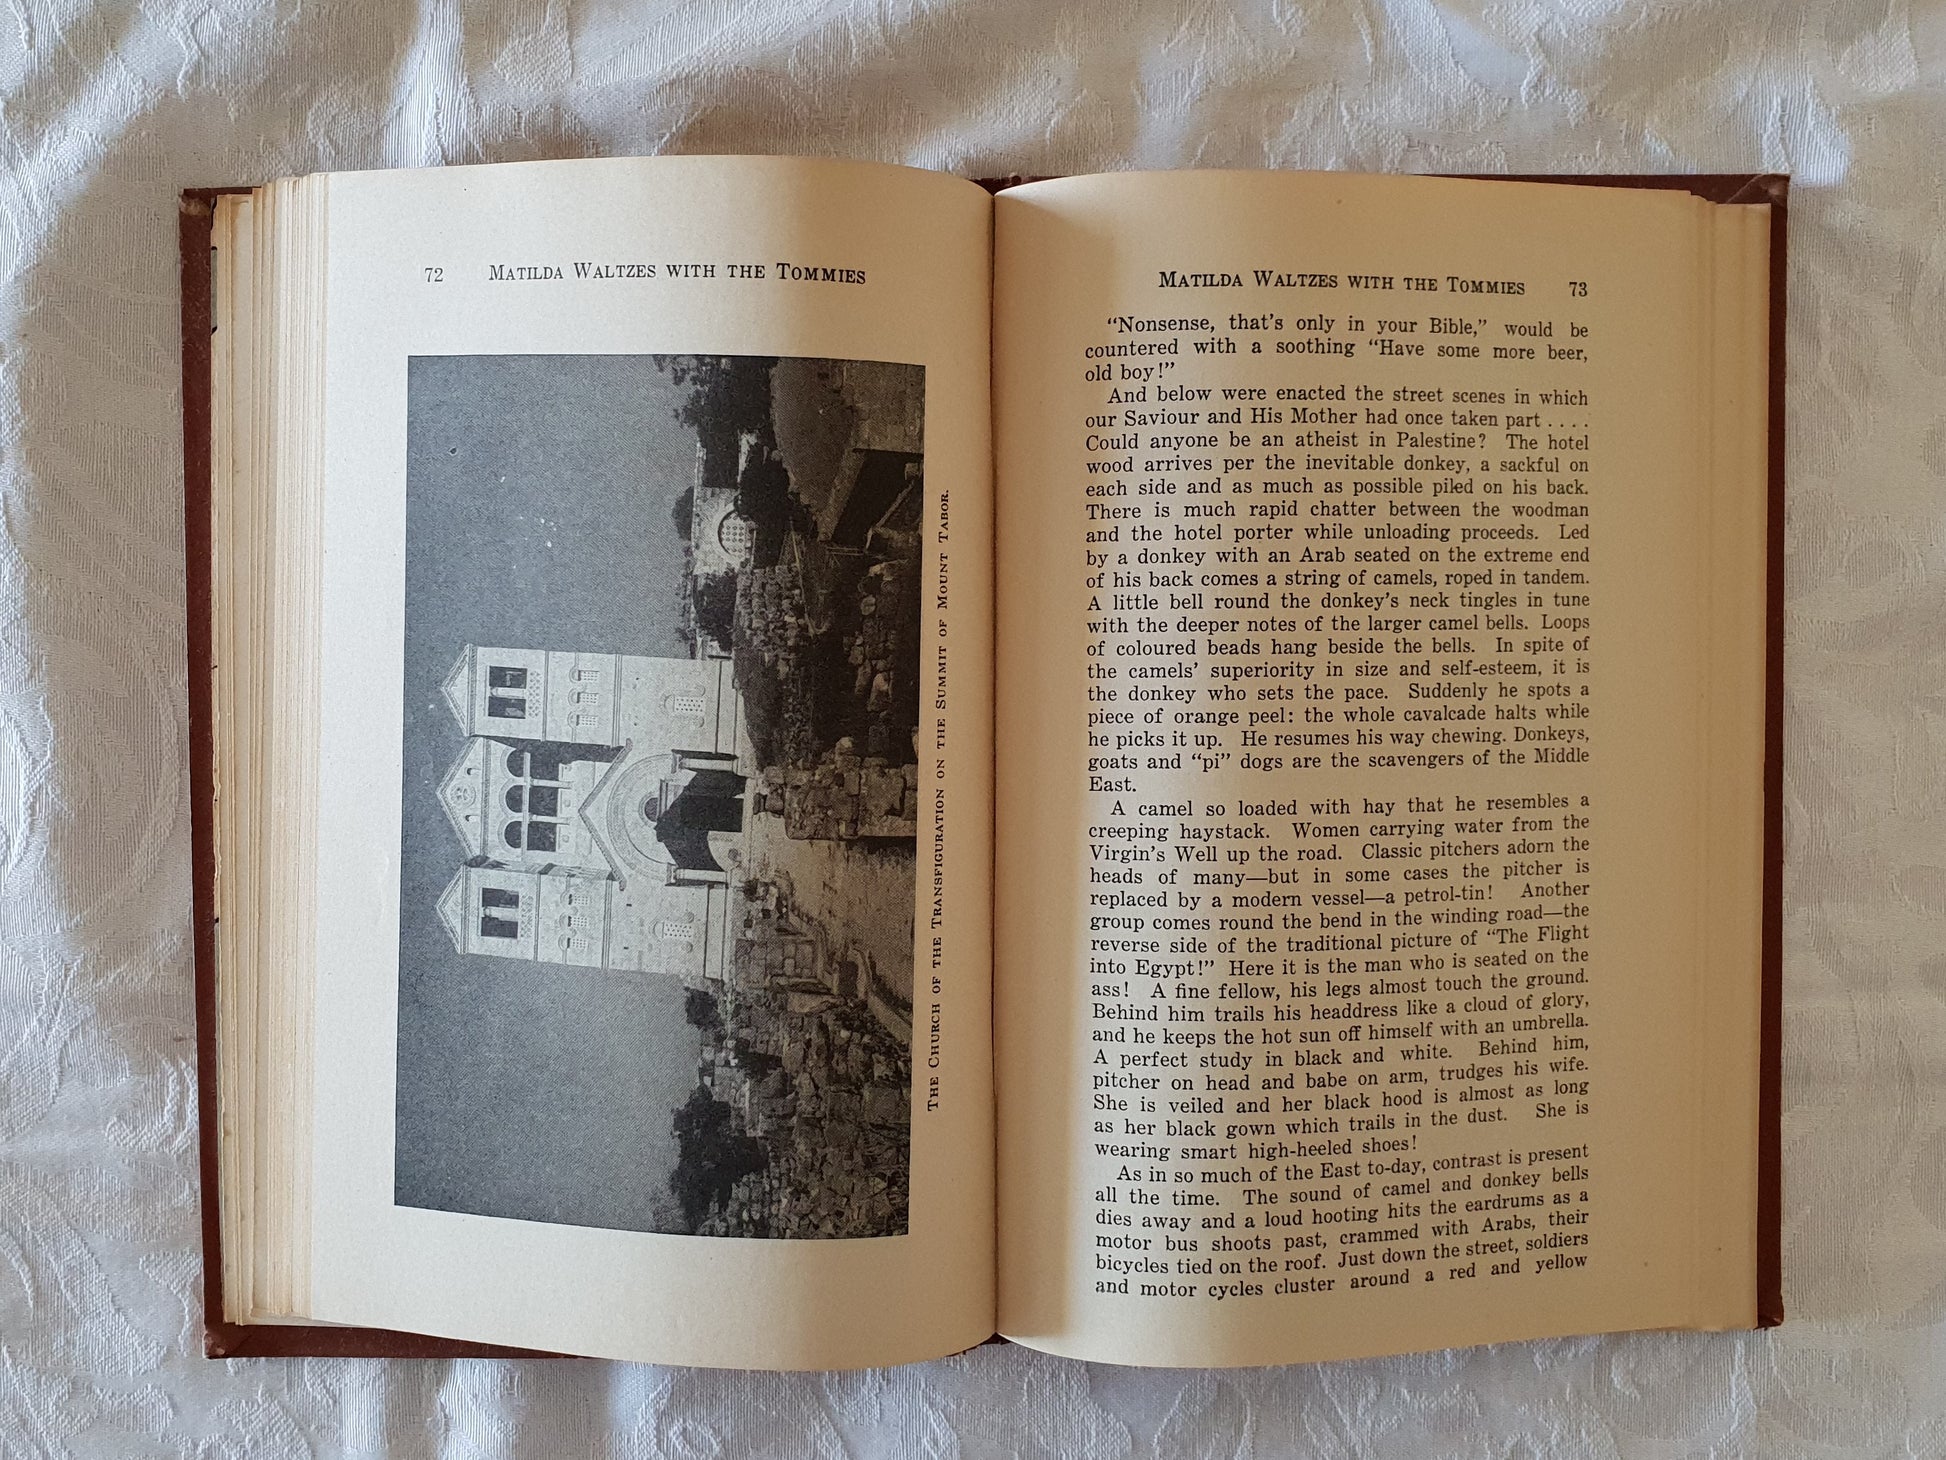 72 MATILDA WALTZES WITH THE TOMMIES
THE CHURCH OF THE TRANSFIGURATION ON THE SUMMIT OF MOUNT TABOR.
MATILDA WALTZES WITH THE TOMMIES 73
"Nonsense, that's only in your Bible," would be
countered with a soothing "Have some more beer,
old boy!"
And below were enacted the street scenes in which
our Saviour and His Mother had once taken part . . . .
Could anyone be an atheist in Palestine? The hotel
wood arrives per the inevitable donkey, a sackful on
each side and as much as possible piled on his back.
There is much rapid chatter between the woodman
and the hotel porter while unloading proceeds. Led
by a donkey with an Arab seated on the extreme end
of his back comes a string of camels, roped in tandem.
A little bell round the donkey's neck tingles in tune
with the deeper notes of the larger camel bells. Loops
of coloured beads hang beside the bells. In spite of
the camels' superiority in size and self-esteem, it is
the donkey who sets the pace. Suddenly he spots a
piece of orange peel: the whole cavalcade halts while
he picks it up. He resumes his way chewing. Donkeys,
goats and "pi" dogs are the scavengers of the Middle
East.
A camel so loaded with hay that he resembles a
creeping haystack. Women carrying water from the
Virgin's Well up the road. Classic pitchers adorn the
heads of many—but in some cases the pitcher is
replaced by a modern vessel—a petrol-tin! Another
group comes round the bend in the winding road—the
reverse side of the traditional picture of "The Flight
into Egypt!" Here it is the man who is seated on the
ass! A fine fellow, his legs almost touch the ground.
Behind him trails his headdress like a cloud of glory,
and he keeps the hot sun off himself with an umbrella.
A perfect study in black and white. Behind him,
pitcher on head and babe on arm, trudges his wife.
She is veiled and her black hood is almost as long
as her black gown which trails in the dust. She is
wearing smart high-heeled shoes!
As in so much of the East to-day, contrast is present
all the time. The sound of camel and donkey bells
dies away and a loud hooting hits the eardrums as a
motor bus shoots past, crammed with Arabs, their
bicycles tied on the roof. Just down the street, soldiers
and motor cycles cluster around a red and yellow